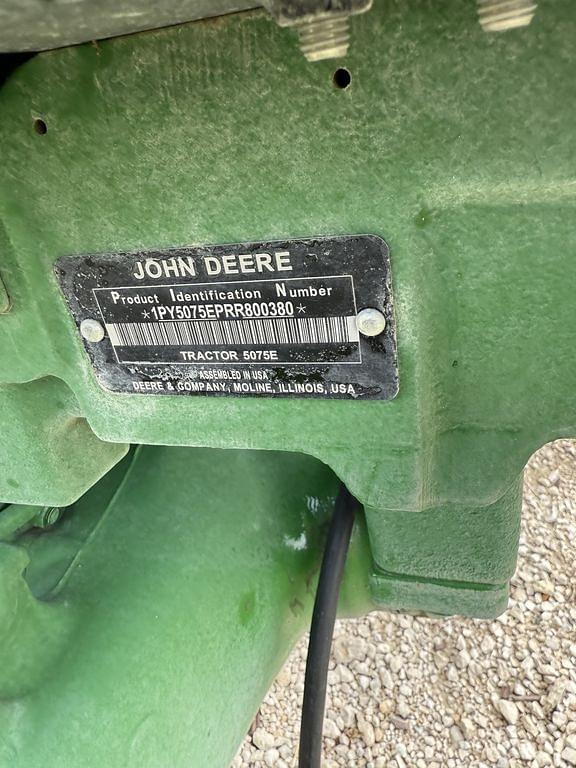 JOHN DEERE
Product Identification Number
*1PY5075EPRR800380*
TRACTOR 5075E
ASSEMBLED IN USA
DEERE & COMPANY, MOLINE, ILLINOIS, USA